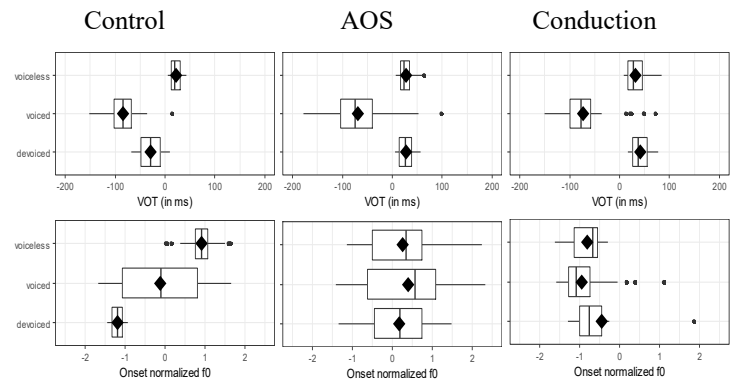 Control AOS Conduction
voiceless
voiced
devoiced
-200 -100 0 100 200 -200 -100 0 100 200 -200 -100 0 100 200
VOT (in ms) VOT (in ms) VOT (in ms)
voiceless
voiced
devoiced
-2 -1 0 1 2 -2 -1 0 1 2 -2 -1 0 1 2
Onset normalized f0 Onset normalized f0 Onset normalized f0